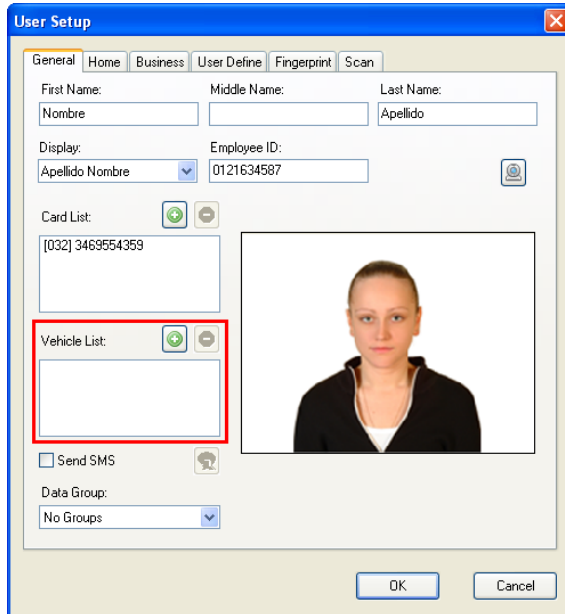 User Setup
General Home Business User Define Fingerprint Scan
First Name: Middle Name: Last Name:
Nombre Apellido
Display: Employee ID:
Apellido Nombre 0121634587
Card List:
[032] 3469554359
Vehicle List:
Send SMS
Data Group:
No Groups
OK Cancel